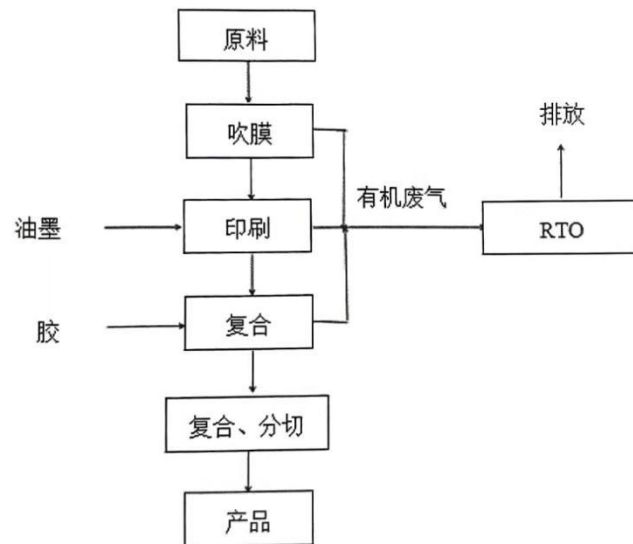 原料
吹膜
排放
有机废气
油墨
印刷
RTO
胶
复合
复合、分切
产品